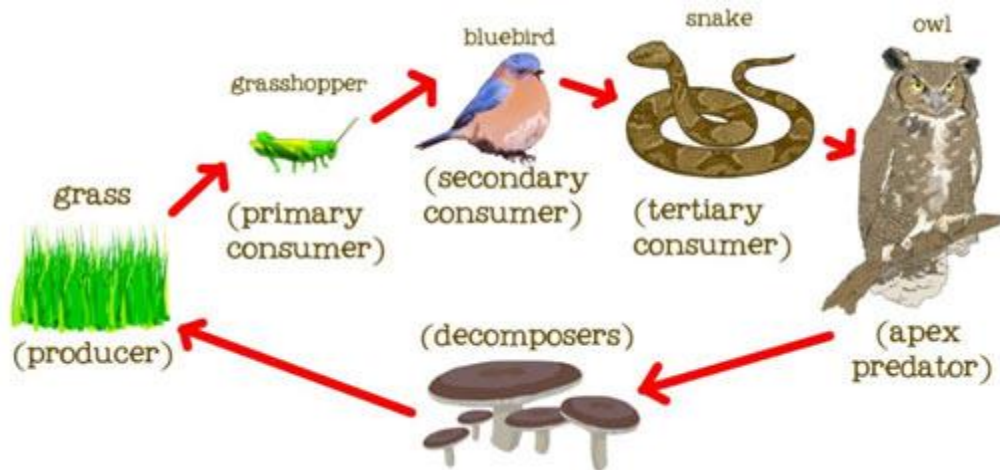 grass
(producer)
grasshopper
(primary
consumer)
bluebird
(secondary
consumer)
snake
(tertiary
consumer)
owl
(apex
predator)
(decomposers)